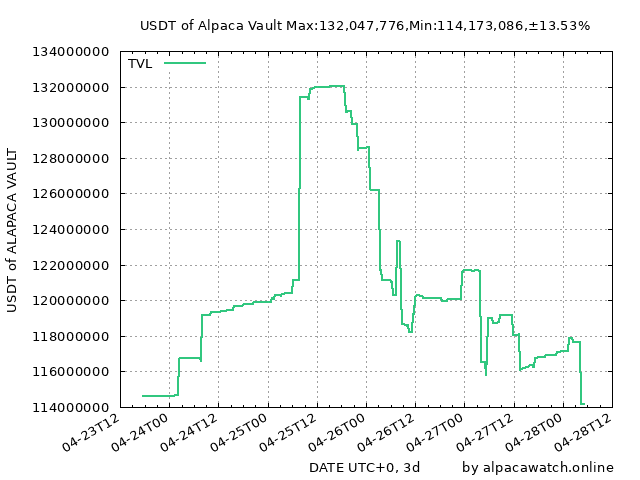 USDT of Alpaca Vault Max:132,047,776,Min:114,173,086,±13.53%
134000000
TVL
132000000
130000000
128000000
126000000
124000000
122000000
120000000
118000000
116000000
114000000
USDT of ALAPACA VAULT
04-23T12
04-24T00
04-24T12
04-25T00
04-25T12
04-26T00
04-26T12
04-27T00
04-27T12
04-28T00
04-28T12
DATE UTC+0, 3d
by alpacawatch.online